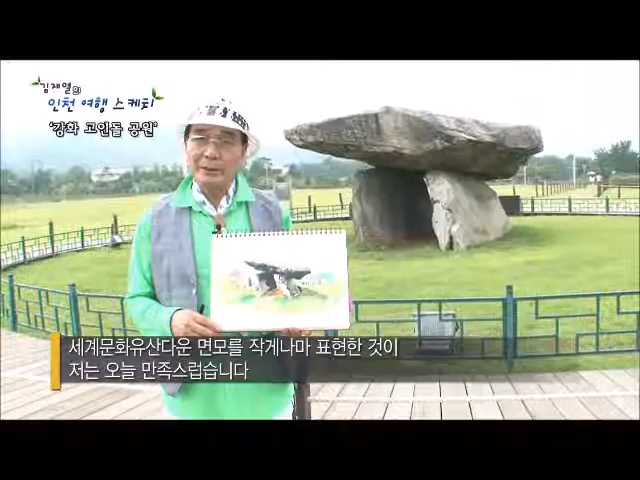 김제열의
인천 여행 스케치
'강화 고인돌 공원'
세계문화유산다운 면모를 작게나마 표현한 것이
저는 오늘 만족스럽습니다